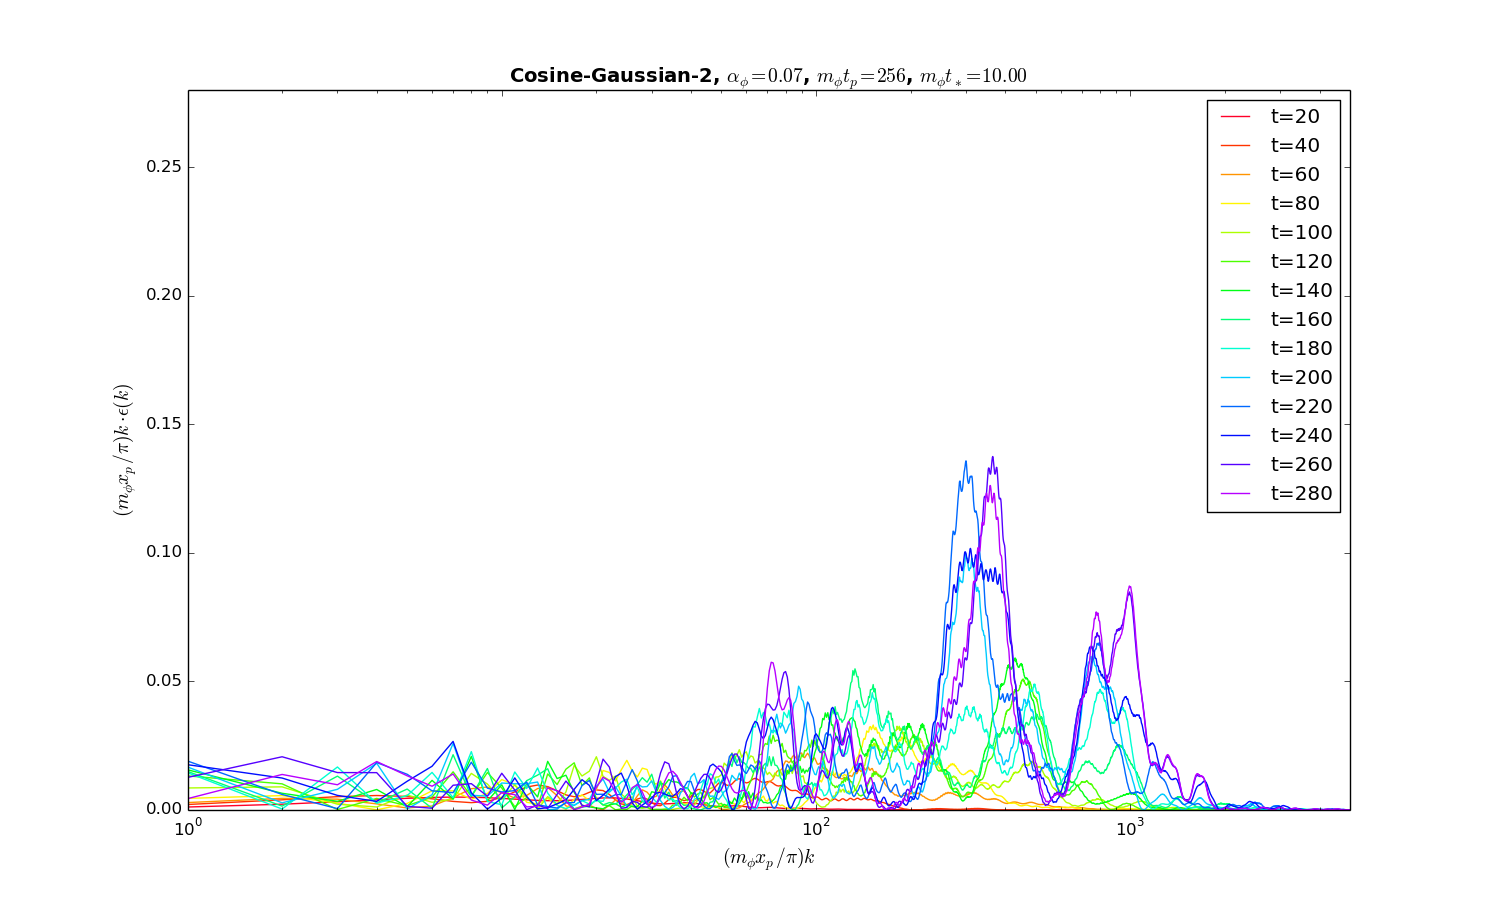 Cosine-Gaussian-2, α_ϕ=0.07, m_ϕt_p=256, m_ϕt_*=10.00
t=20
t=40
t=60
t=80
t=100
t=120
t=140
t=160
t=180
t=200
t=220
t=240
t=260
t=280
0.25
0.20
0.15
0.10
0.05
0.00
(m_ϕx_p/π)k·ϵ(k)
10^0
10^1
10^2
10^3
(m_ϕx_p/π)k